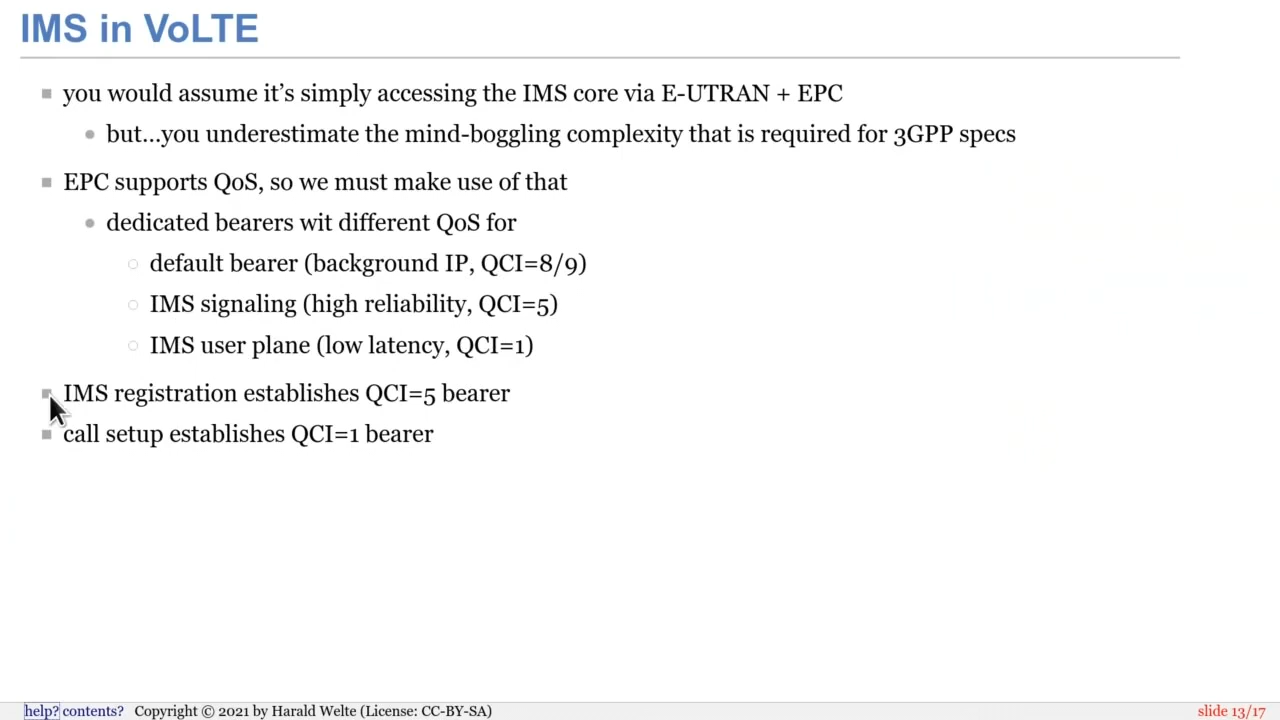 IMS in VoLTE
you would assume it's simply accessing the IMS core via E-UTRAN + EPC
but...you underestimate the mind-boggling complexity that is required for 3GPP specs
EPC supports QoS, so we must make use of that
dedicated bearers wit different QoS for
default bearer (background IP, QCI=8/9)
IMS signaling (high reliability, QCI=5)
IMS user plane (low latency, QCI=1)
IMS registration establishes QCI=5 bearer
call setup establishes QCI=1 bearer
help? contents? Copyright © 2021 by Harald Welte (License: CC-BY-SA) slide 13/17